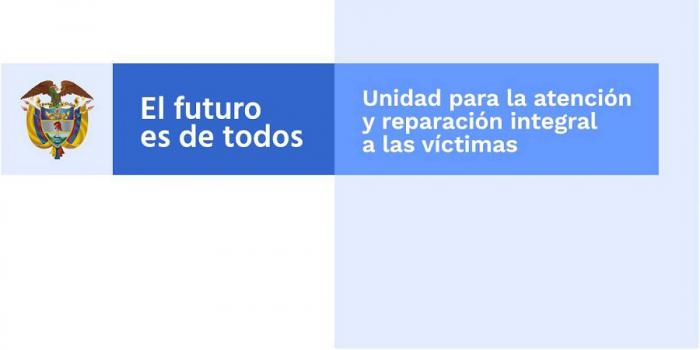 El futuro
es de todos
Unidad para la atención
y reparación integral
a las víctimas